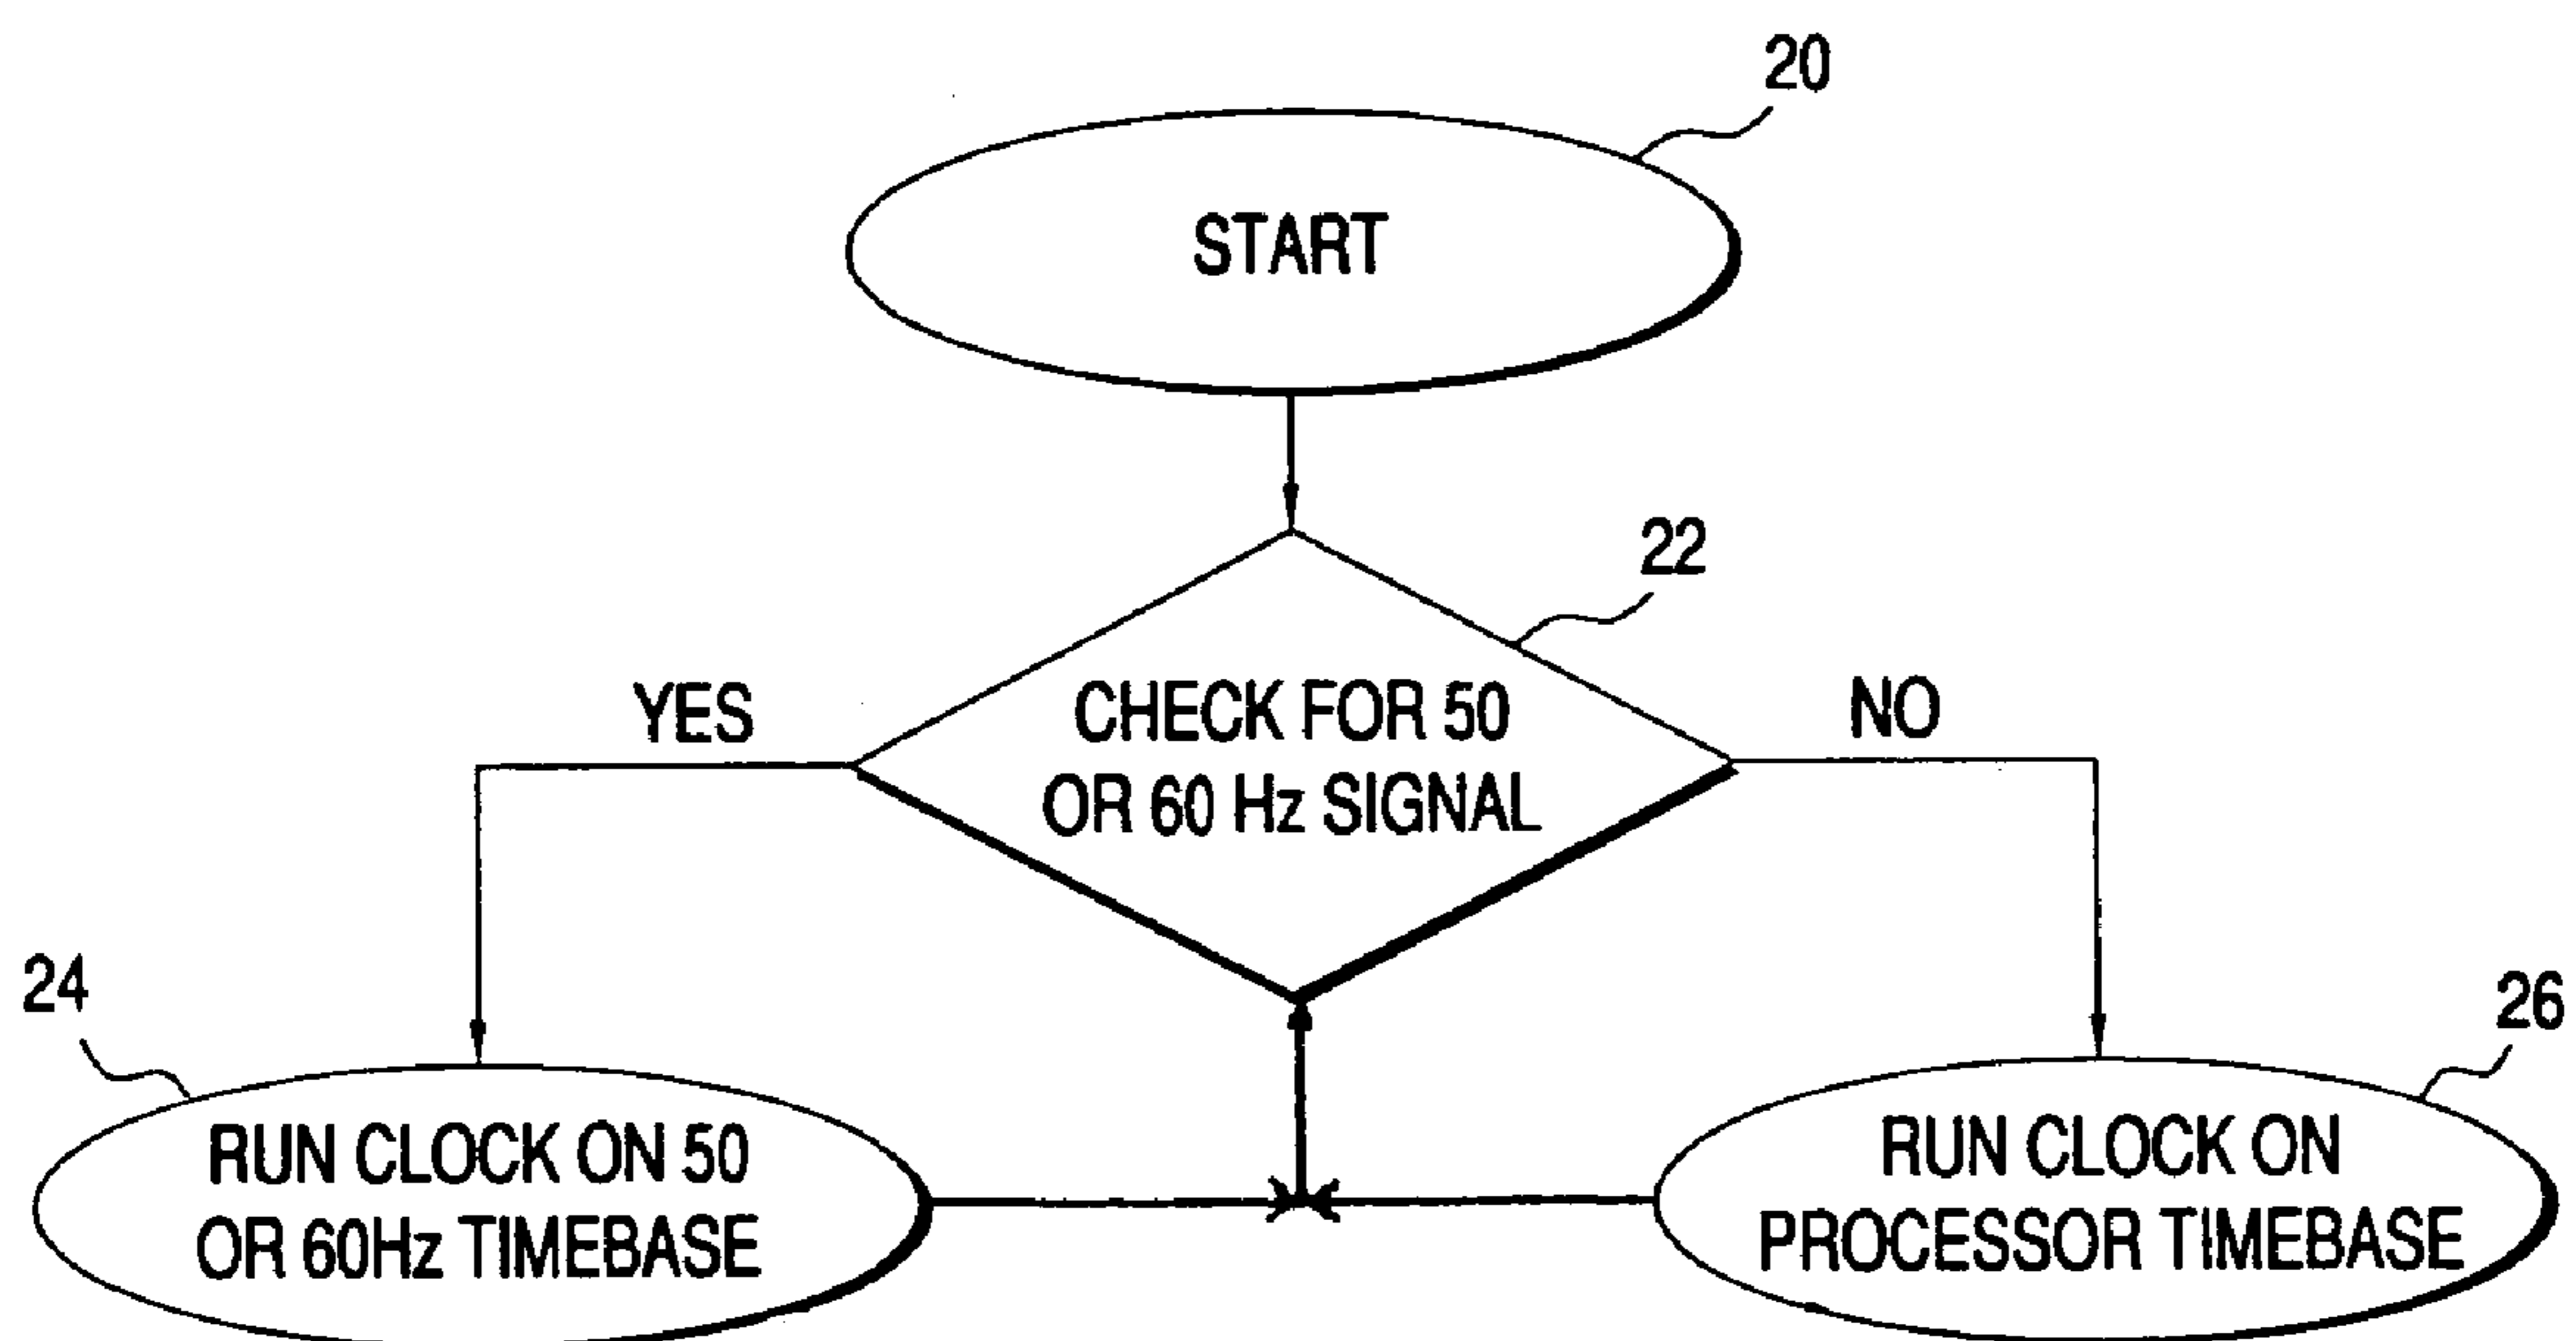 20
START
22
YES
CHECK FOR 50
OR 60 Hz SIGNAL
NO
24
RUN CLOCK ON 50
OR 60Hz TIMEBASE
26
RUN CLOCK ON
PROCESSOR TIMEBASE